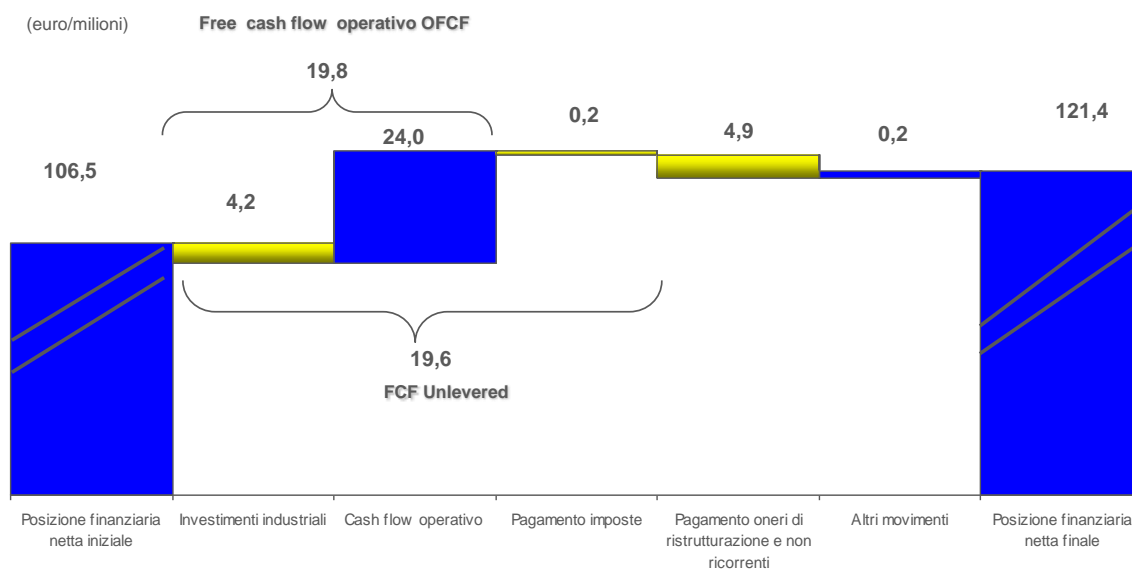 (euro/milioni)
Free cash flow operativo OFCF
19,8
106,5
4,2
24,0
0,2
4,9
0,2
121,4
19,6
FCF Unlevered
Posizione finanziaria
netta iniziale
Investimenti industriali
Cash flow operativo
Pagamento imposte
Pagamento oneri di
ristrutturazione e non
ricorrenti
Altri movimenti
Posizione finanziaria
netta finale